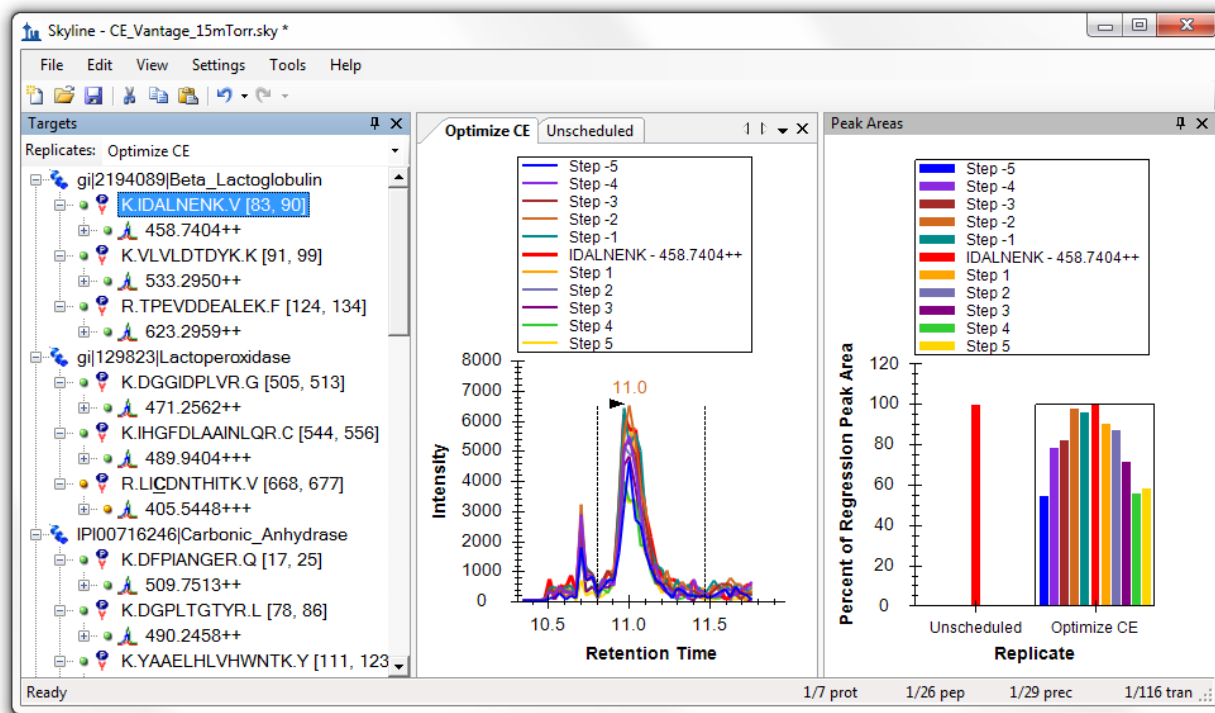 Skyline - CE_Vantage_15mTorr.sky *
File Edit View Settings Tools Help
Targets
Replicates: Optimize CE
gi|2194089|Beta_Lactoglobulin
K.IDALNENK.V [83, 90]
458.7404++
K.VLVLDTDYK.K [91, 99]
533.2950++
R.TPEVDDEALEK.F [124, 134]
623.2959++
gi|129823|Lactoperoxidase
K.DGGIDPLVR.G [505, 513]
471.2562++
K.IHGFDLAAINLQR.C [544, 556]
489.9404+++
R.LICDNTHITK.V [668, 677]
405.5448+++
IPI00716246|Carbonic_Anhydrase
K.DFPIANGER.Q [17, 25]
509.7513++
K.DGPLTGTYR.L [78, 86]
490.2458++
K.YAAELHLVHWNTK.Y [111, 123
Optimize CE Unscheduled
Step -5
Step -4
Step -3
Step -2
Step -1
IDALNENK - 458.7404++
Step 1
Step 2
Step 3
Step 4
Step 5
8000
7000
6000
5000
4000
3000
2000
1000
0
Intensity
11.0
10.5 11.0 11.5
Retention Time
Peak Areas
Step -5
Step -4
Step -3
Step -2
Step -1
IDALNENK - 458.7404++
Step 1
Step 2
Step 3
Step 4
Step 5
120
100
80
60
40
20
0
Percent of Regression Peak Area
Unscheduled Optimize CE
Replicate
Ready 1/7 prot 1/26 pep 1/29 prec 1/116 tran